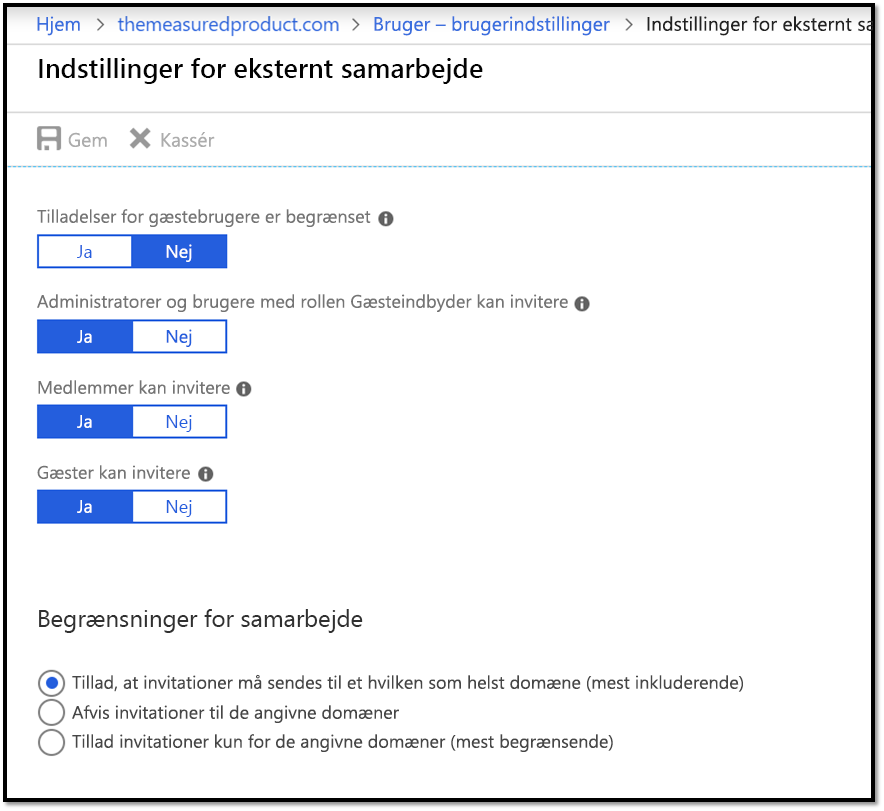 Hjem > themeasuredproduct.com > Bruger – brugerindstillinger > Indstillinger for eksternt
Indstillinger for eksternt samarbejde
Gem Kassér
Tilladelser for gæstebrugere er begrænset
Ja Nej
Administratorer og brugere med rollen Gæsteindbyder kan invitere
Ja Nej
Medlemmer kan invitere
Ja Nej
Gæster kan invitere
Ja Nej
Begrænsninger for samarbejde
Tillad, at invitationer må sendes til et hvilken som helst domæne (mest inkluderende)
Afvis invitationer til de angivne domæner
Tillad invitationer kun for de angivne domæner (mest begrænsende)